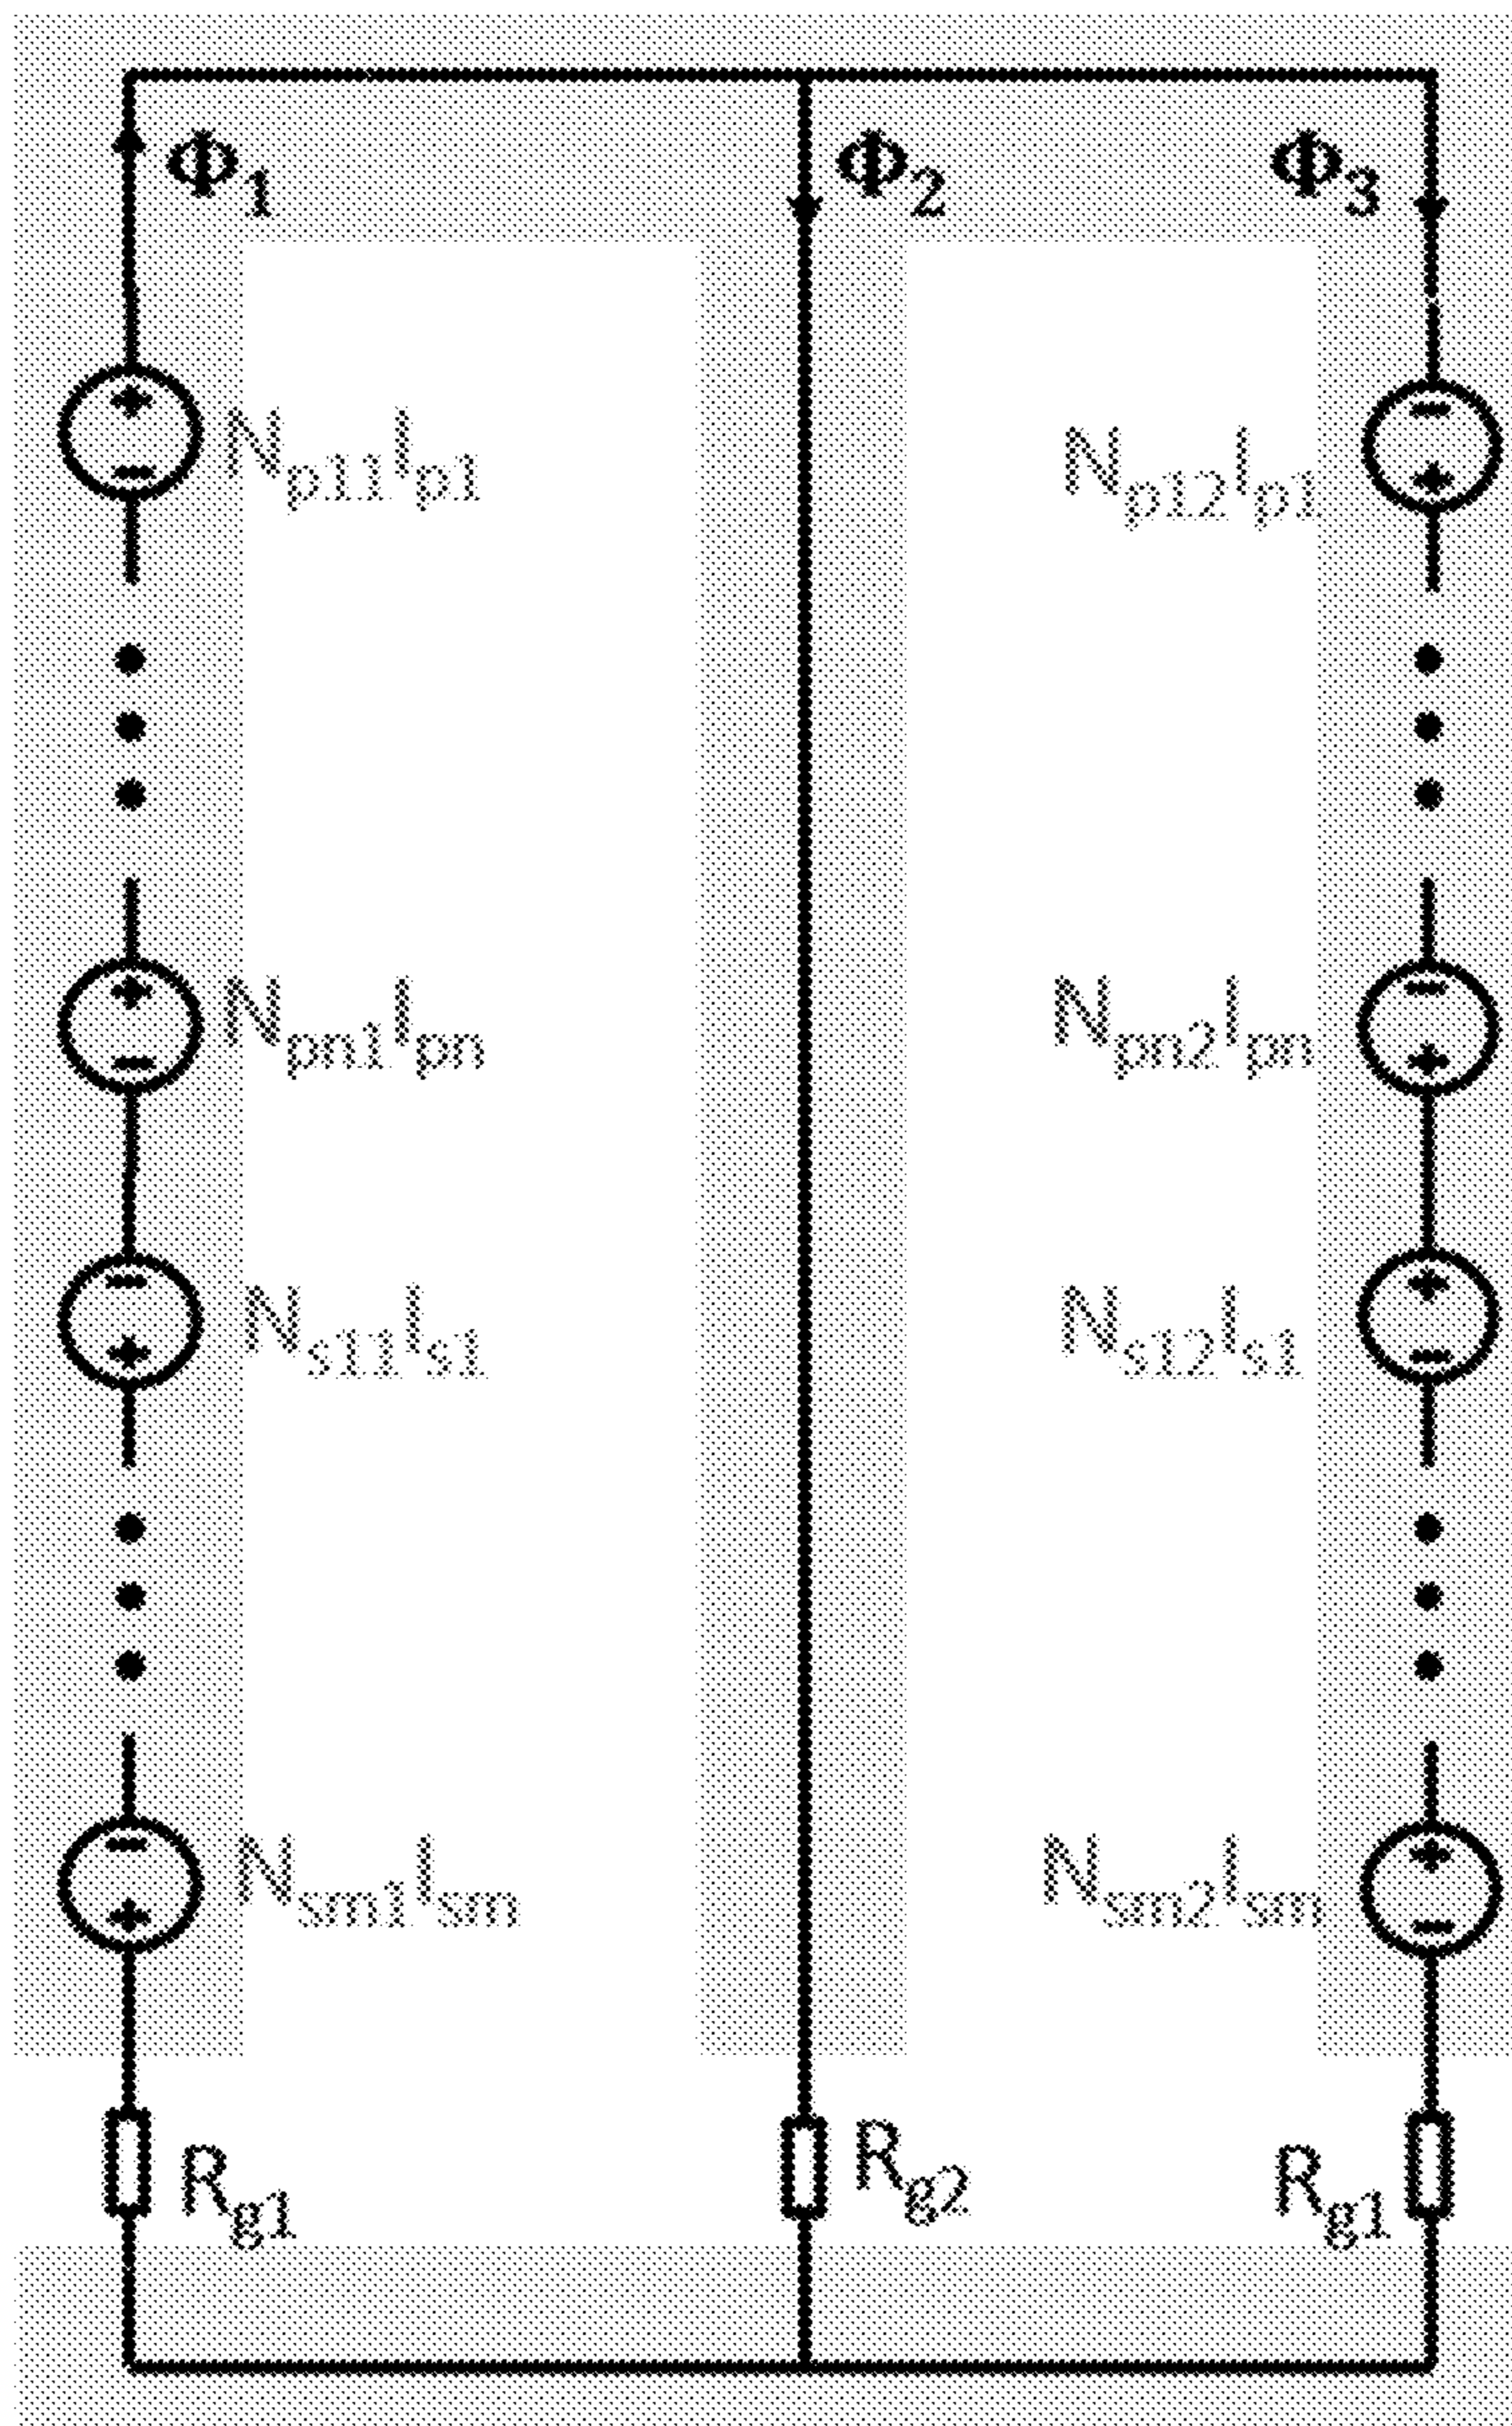 Φ1 Φ2 Φ3
+ − Np11Ip1 Np12Ip1 − +
+ − Npn1Ipn Npn2Ipn − +
− + Ns11Is1 Ns12Is1 + −
− + Nsm1Ism Nsm2Ism + −
Rg1 Rg2 Rg1